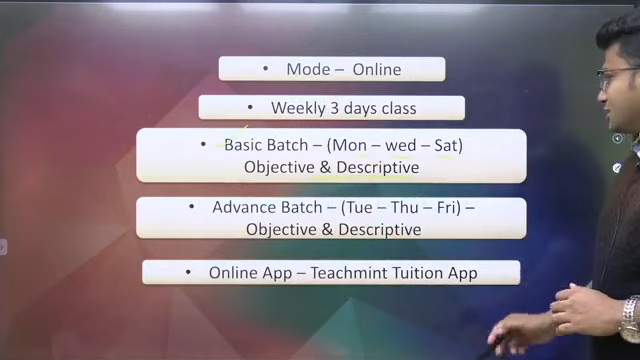 • Mode – Online
• Weekly 3 days class
• Basic Batch – (Mon – wed – Sat)
Objective & Descriptive
• Advance Batch – (Tue – Thu – Fri) –
Objective & Descriptive
• Online App – Teachmint Tuition App